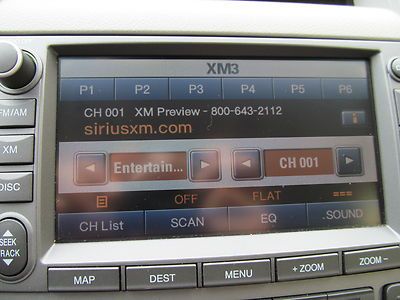 XM3
P1 P2 P3 P4 P5 P6
CH 001 XM Preview - 800-643-2112
siriusxm.com
Entertain... CH 001
OFF FLAT
CH List SCAN EQ SOUND
FM/AM
XM
DISC
SEEK
TRACK
MAP DEST MENU + ZOOM ZOOM -